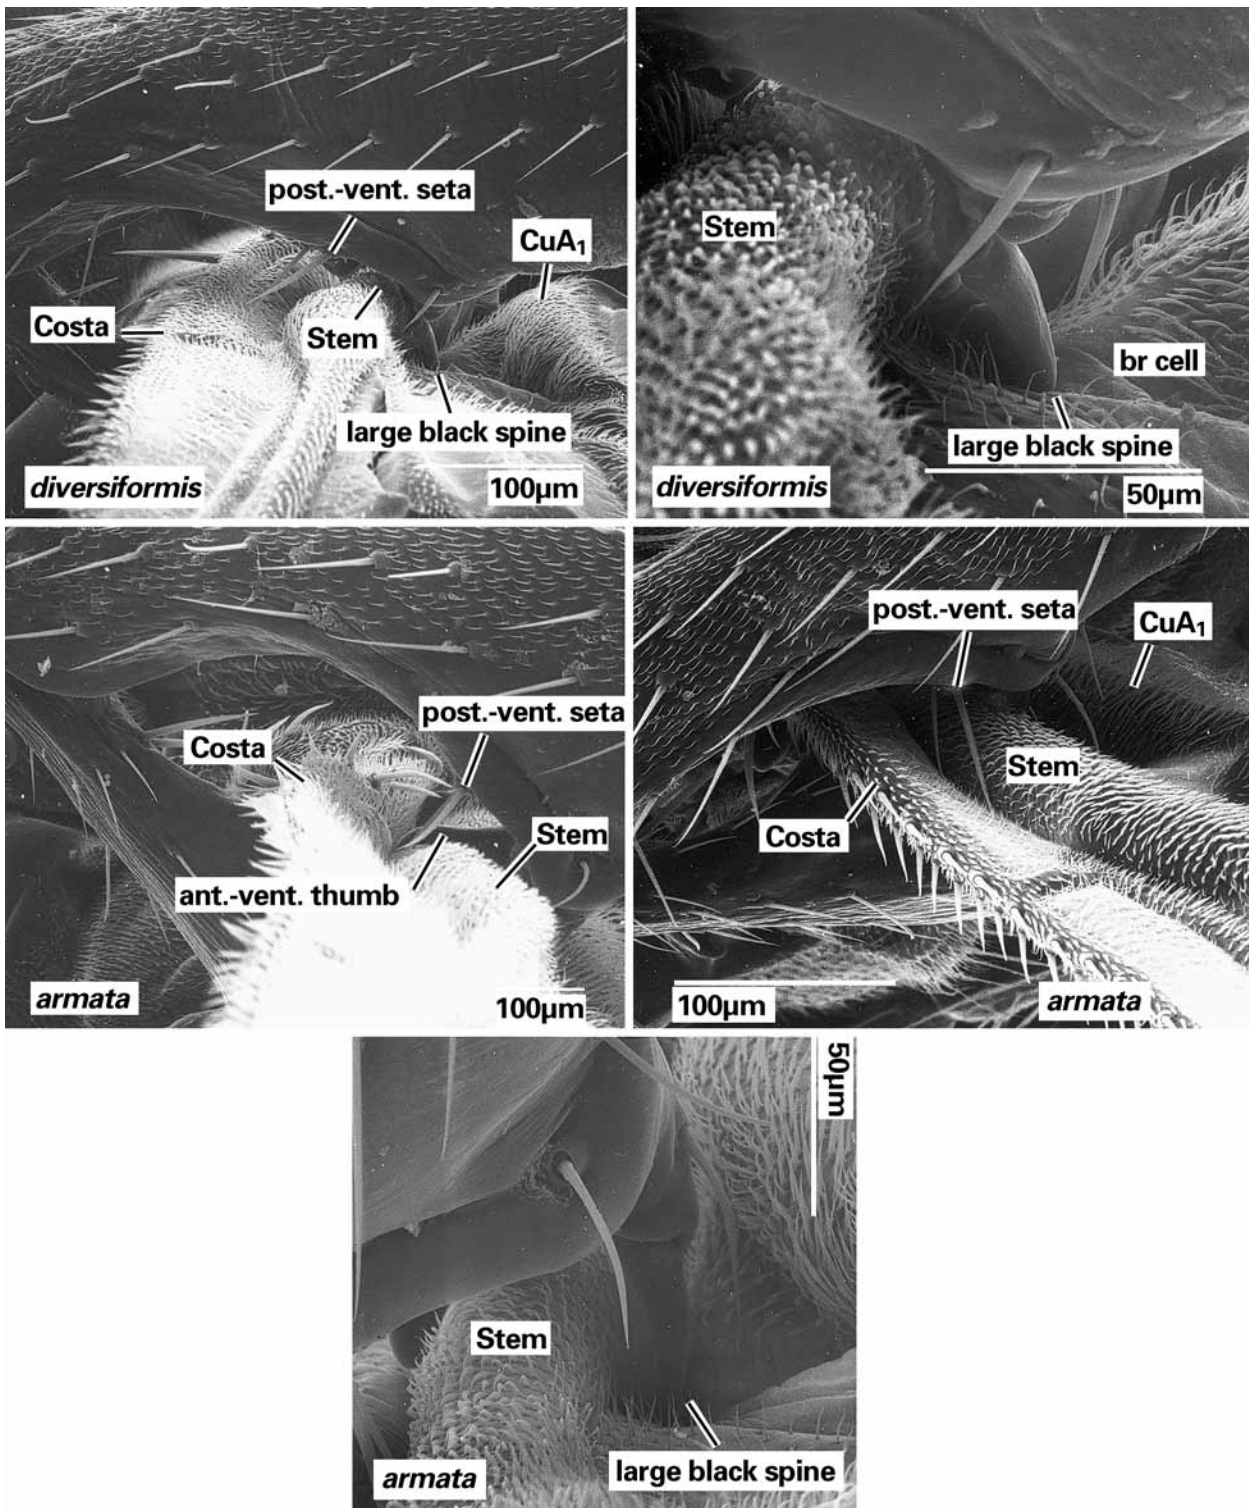 post.-vent. seta
CuA₁
Costa
Stem
large black spine
diversiformis
100µm
Stem
br cell
large black spine
diversiformis
50µm
post.-vent. seta
Costa
Stem
ant.-vent. thumb
armata
100µm
post.-vent. seta
CuA₁
Stem
Costa
100µm
armata
50µm
Stem
large black spine
armata